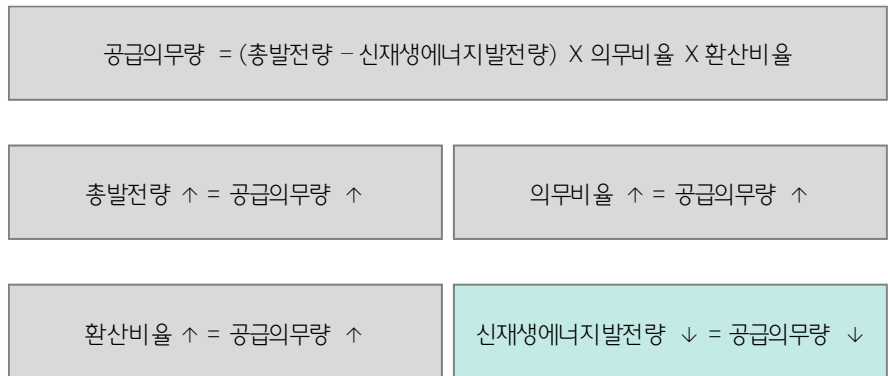 공급의무량 = (총발전량 – 신재생에너지발전량) X 의무비율 X 환산비율
총발전량 ↑ = 공급의무량 ↑
의무비율 ↑ = 공급의무량 ↑
환산비율 ↑ = 공급의무량 ↑
신재생에너지발전량 ↓ = 공급의무량 ↓